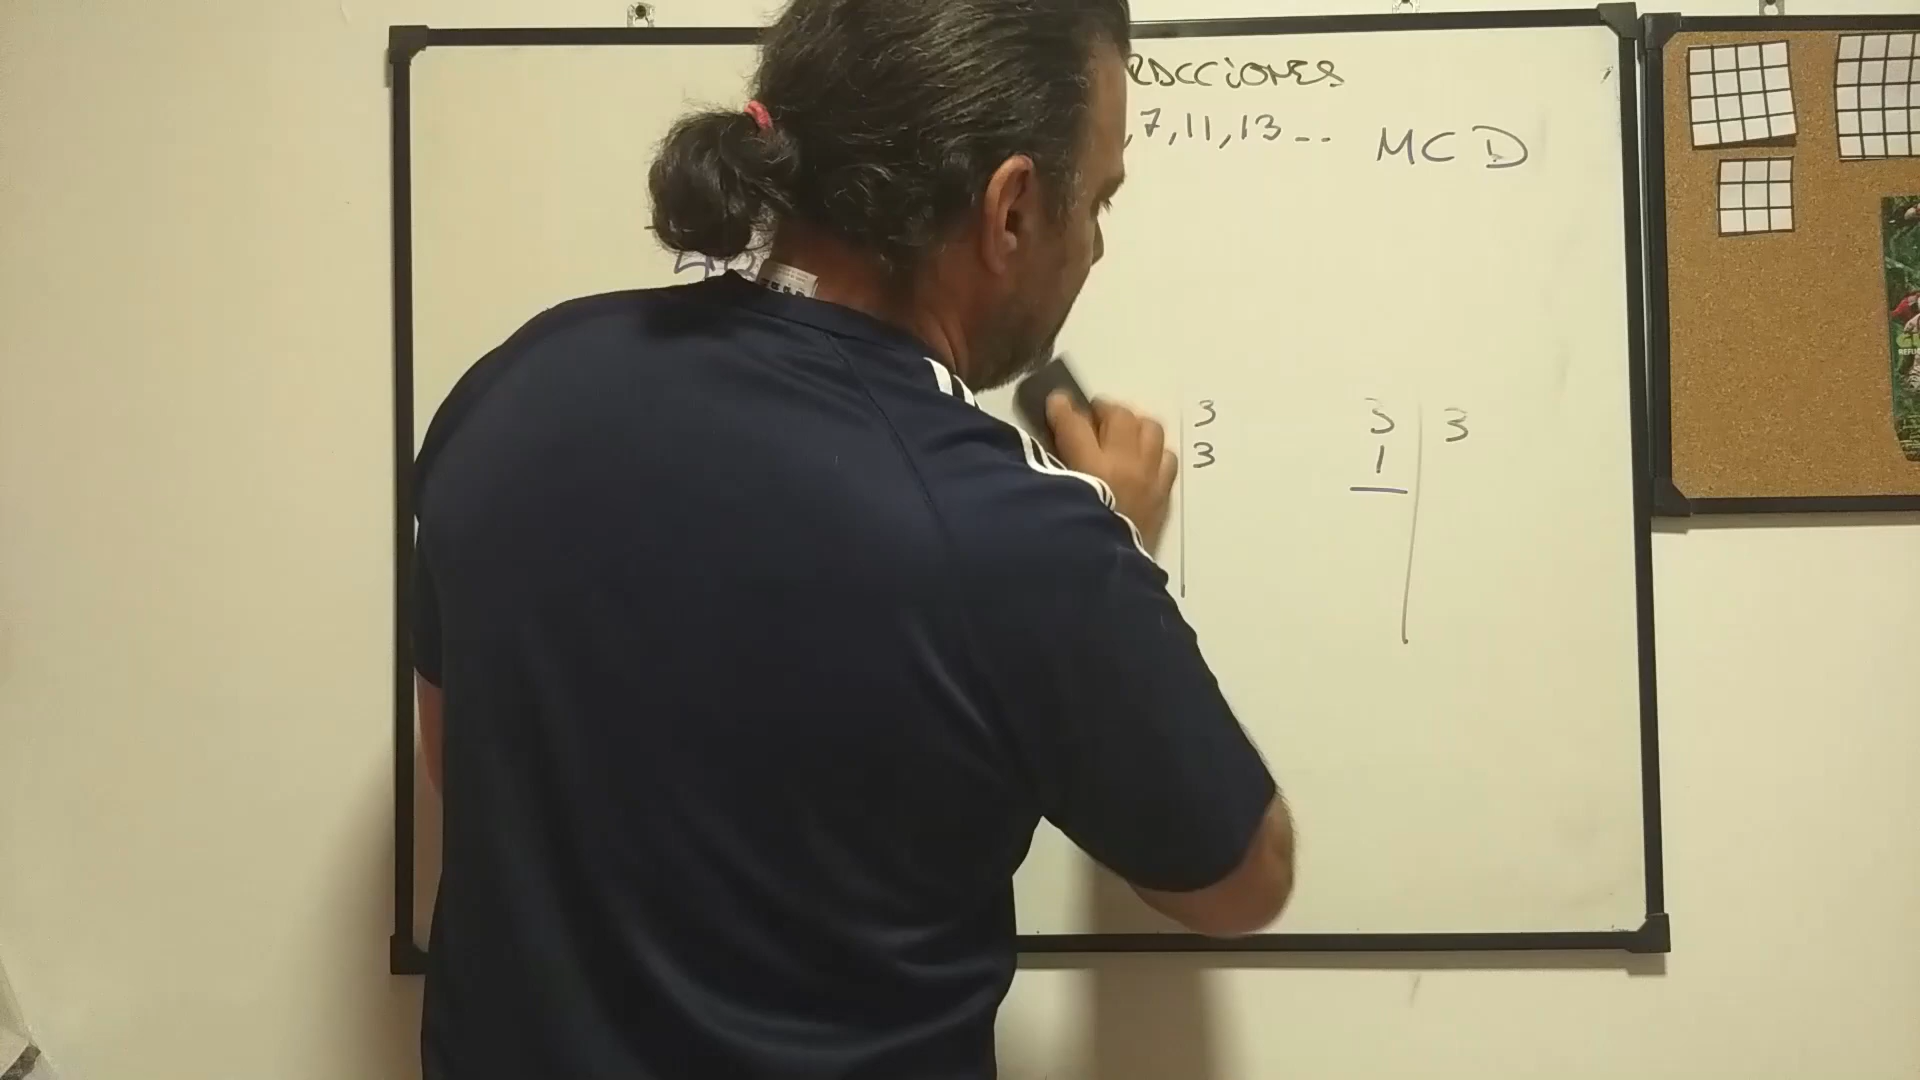 RACCIONES
,7,11,13...
MCD
3
3
3 3
1